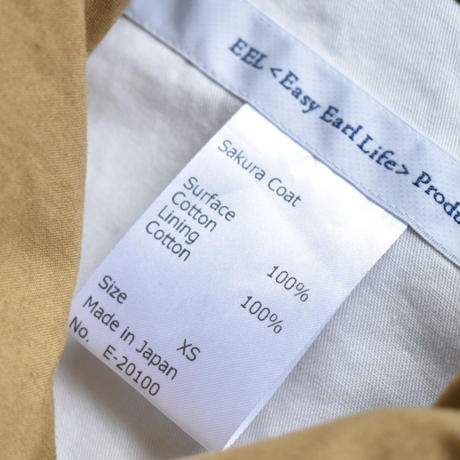 EEL <Easy Earl Life> Produ
Sakura Coat
Surface
Cotton 100%
Lining
Cotton 100%
Size XS
Made in Japan
No. E-20100